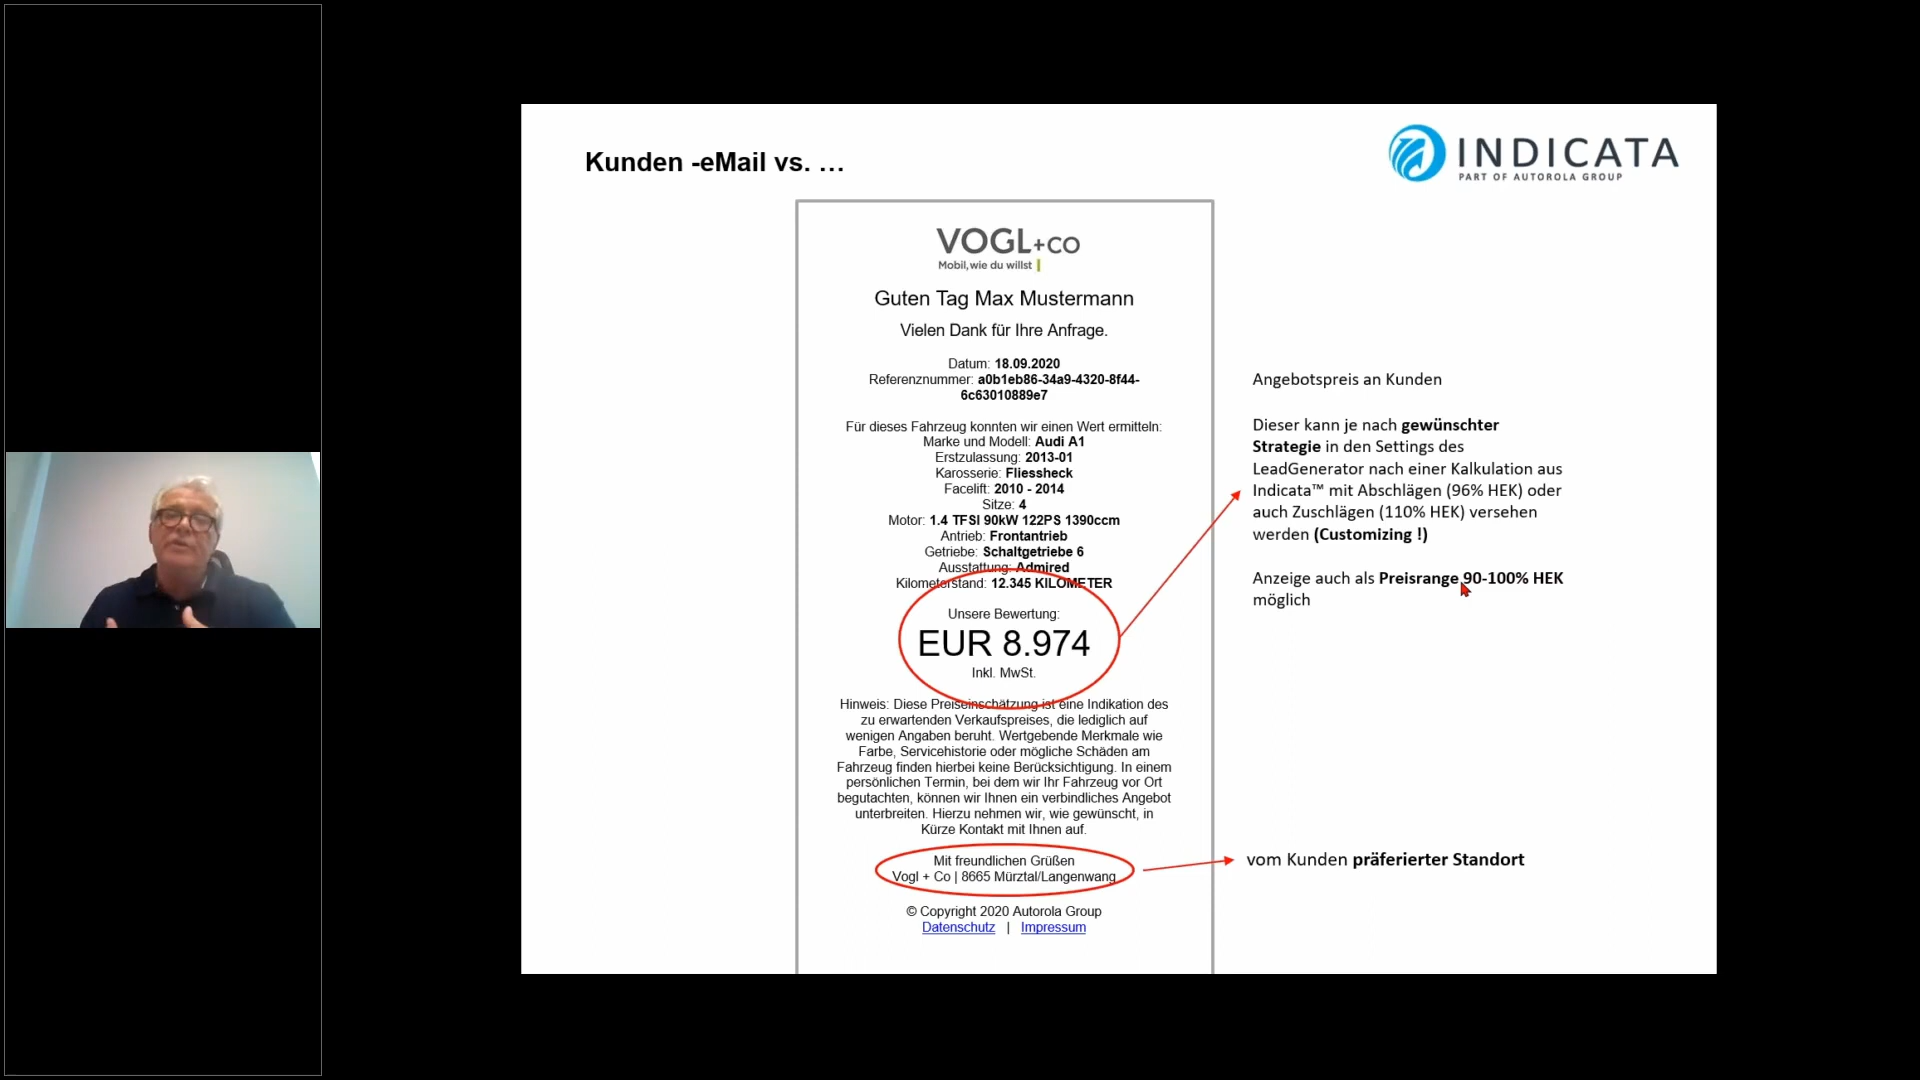 Kunden -eMail vs. …
INDICATA
PART OF AUTOROLA GROUP
VOGL+CO
Mobil, wie du willst
Guten Tag Max Mustermann
Vielen Dank für Ihre Anfrage.
Datum: 18.09.2020
Referenznummer: a0b1eb86-34a9-4320-8f44-
6c63010889e7
Für dieses Fahrzeug konnten wir einen Wert ermitteln:
Marke und Modell: Audi A1
Erstzulassung: 2013-01
Karosserie: Fliessheck
Facelift: 2010 - 2014
Sitze: 4
Motor: 1.4 TFSI 90kW 122PS 1390ccm
Antrieb: Frontantrieb
Getriebe: Schaltgetriebe 6
Ausstattung: Admired
Kilometerstand: 12.345 KILOMETER
Unsere Bewertung:
EUR 8.974
Inkl. MwSt.
Hinweis: Diese Preiseinschätzung ist eine Indikation des
zu erwartenden Verkaufspreises, die lediglich auf
wenigen Angaben beruht. Wertgebende Merkmale wie
Farbe, Servicehistorie oder mögliche Schäden am
Fahrzeug finden hierbei keine Berücksichtigung. In einem
persönlichen Termin, bei dem wir Ihr Fahrzeug vor Ort
begutachten, können wir Ihnen ein verbindliches Angebot
unterbreiten. Hierzu nehmen wir, wie gewünscht, in
Kürze Kontakt mit Ihnen auf.
Mit freundlichen Grüßen
Vogl + Co | 8665 Mürztal/Langenwang
© Copyright 2020 Autorola Group
Datenschutz | Impressum
Angebotspreis an Kunden
Dieser kann je nach gewünschter
Strategie in den Settings des
LeadGenerator nach einer Kalkulation aus
Indicata™ mit Abschlägen (96% HEK) oder
auch Zuschlägen (110% HEK) versehen
werden (Customizing !)
Anzeige auch als Preisrange 90-100% HEK
möglich
vom Kunden präferierter Standort